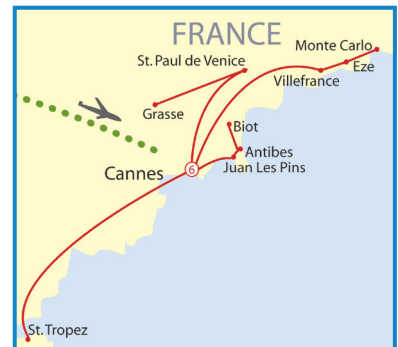 FRANCE
Monte Carlo
St. Paul de Venice
Eze
Villefrance
Grasse
Biot
Antibes
Cannes
6
Juan Les Pins
St. Tropez